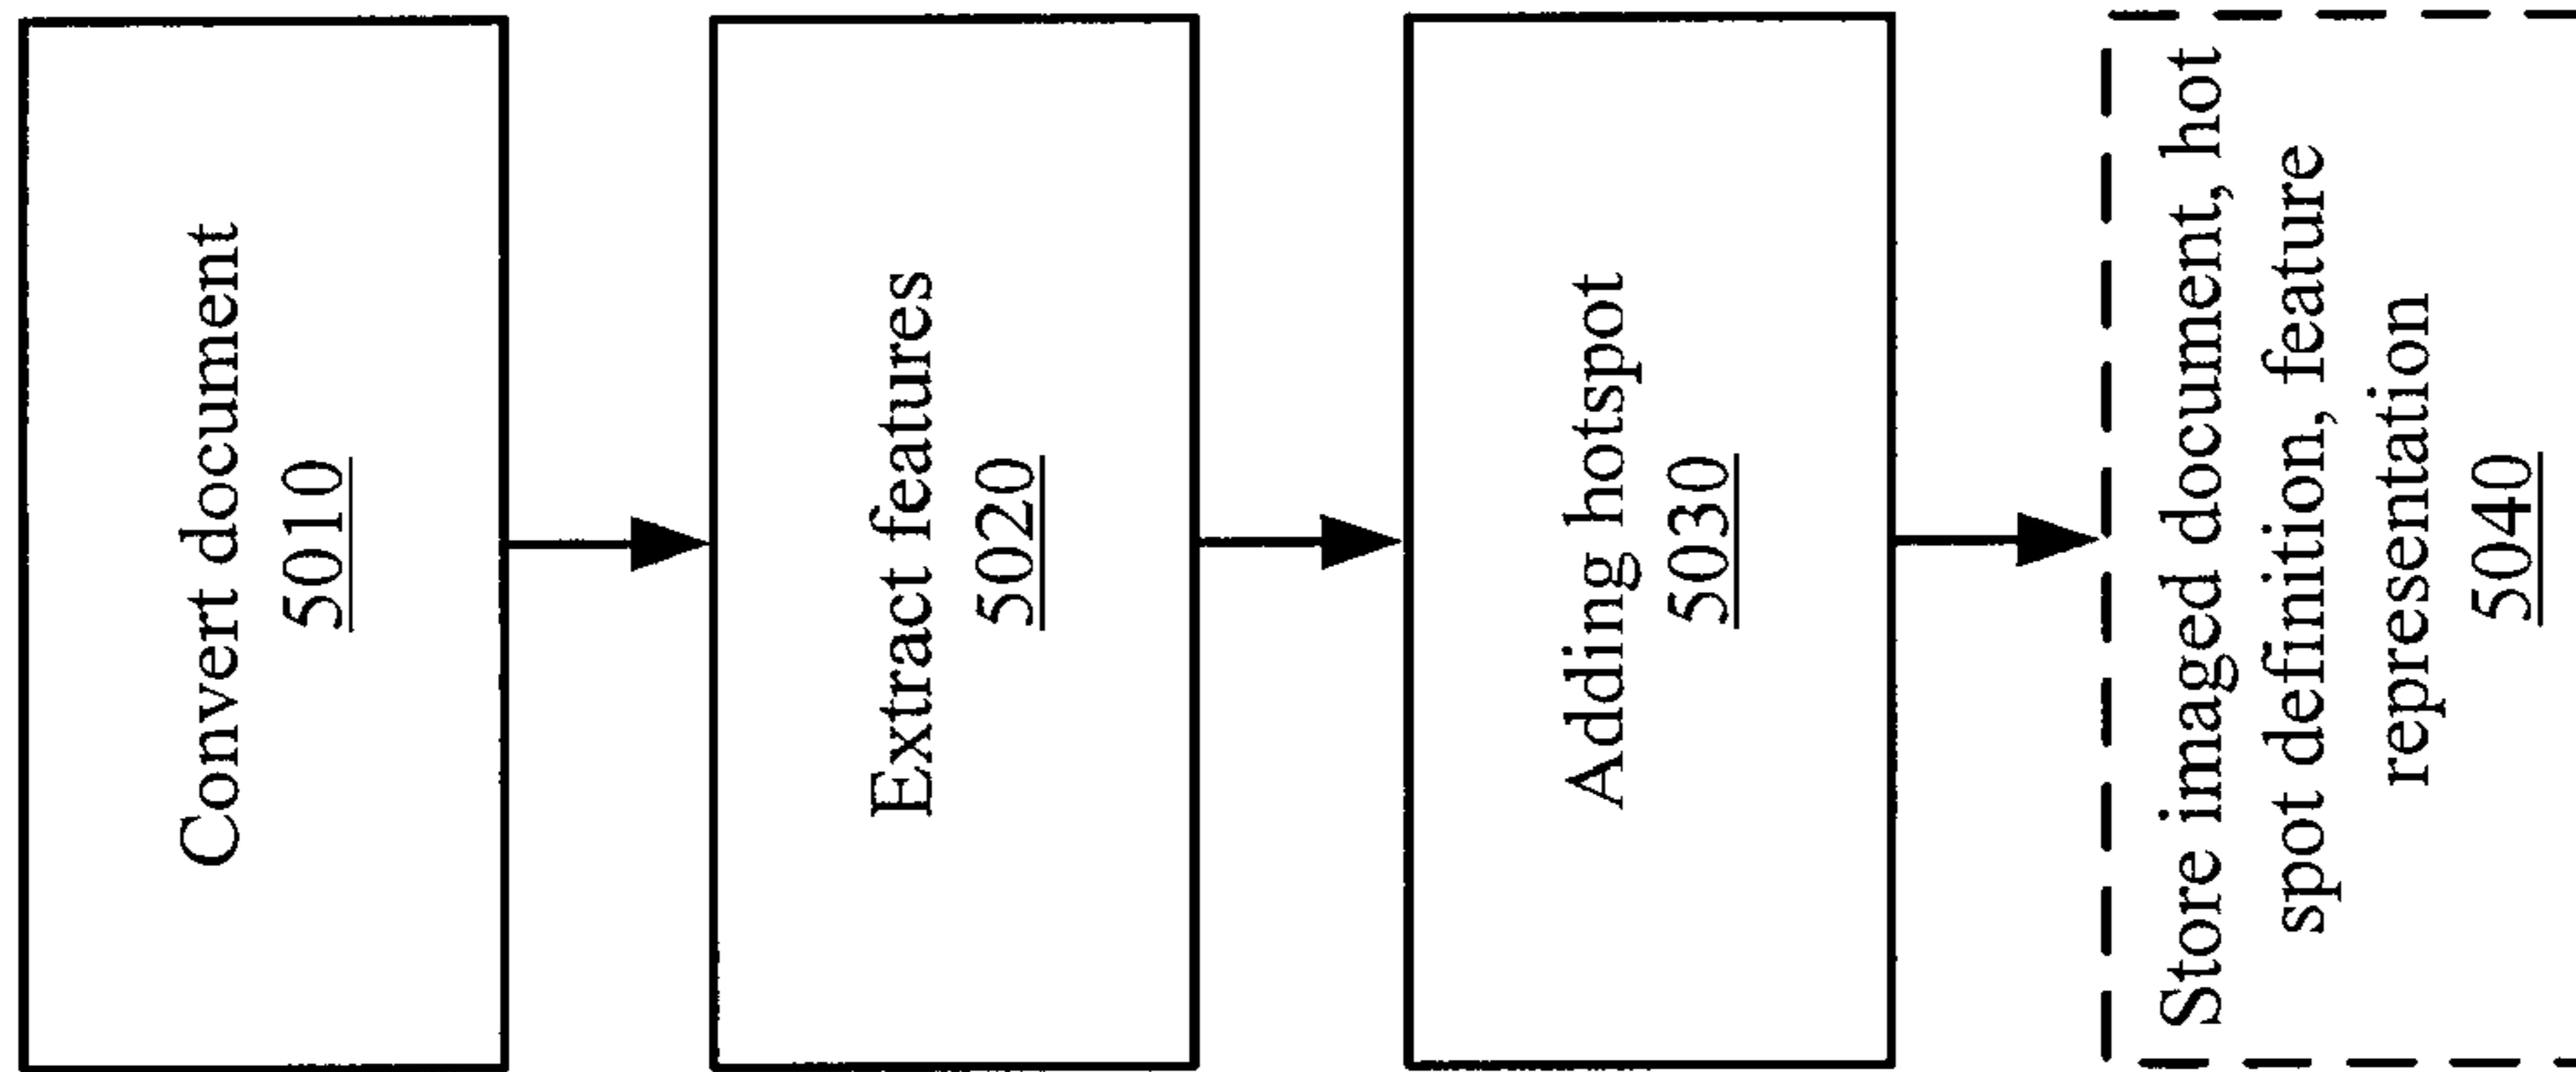 Convert document
5010
Extract features
5020
Adding hotspot
5030
Store imaged document, hot
spot definition, feature
representation
5040